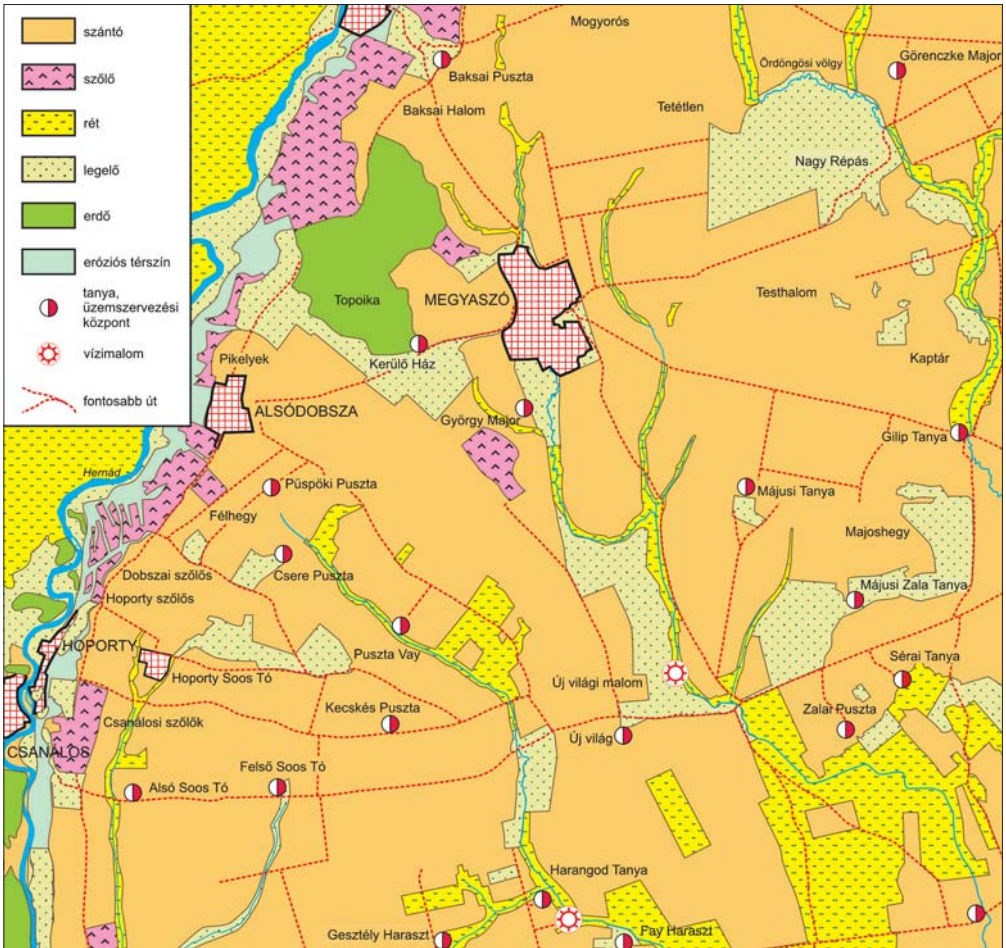 szántó
szőlő
rét
legelő
erdő
eróziós térszín
tanya,
üzemszervezési
központ
vízimalom
fontosabb út
Mogyorós
Baksai Puszta
Ördöngösi völgy
Görenczke Major
Baksai Halom
Tetétlen
Nagy Répás
Topolka
MEGYASZÓ
Testhalom
Pikelyek
Kerülő Ház
Kaptár
ALSÓDOBSZA
György Major
Gilip Tanya
Hernád
Püspöki Puszta
Májusi Tanya
Félhegy
Majoshegy
Dobszai szőlős
Csere Puszta
Májusi Zala Tanya
Hoporty szőlős
HOPORTY
Puszta Vay
Sérai Tanya
Hoporty Soos Tó
Új világi malom
Kecskés Puszta
Zalai Puszta
Csanálosi szőlők
Új világ
CSANÁLOS
Felső Soos Tó
Alsó Soos Tó
Harangod Tanya
Gesztély Haraszt
Fay Haraszt